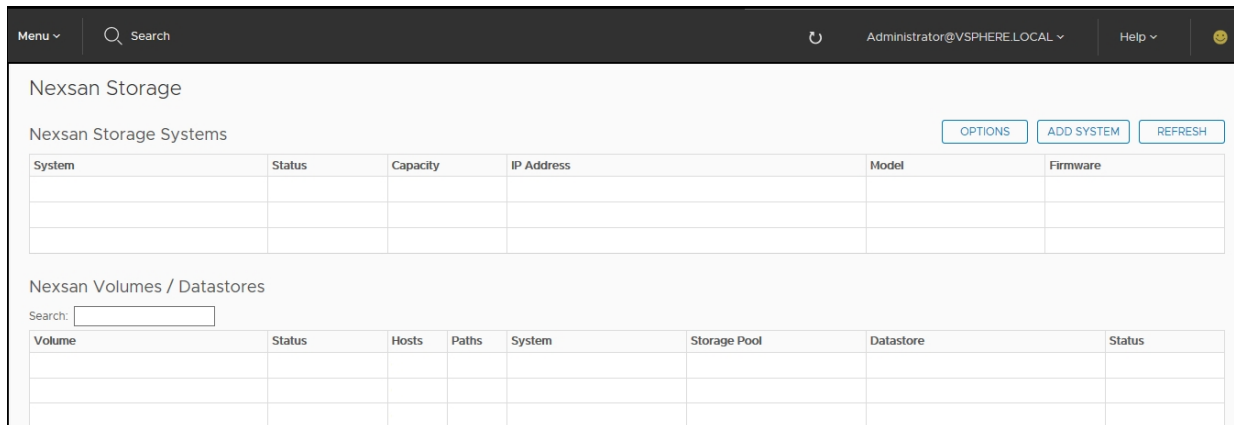 Menu Search Administrator@VSPHERE.LOCAL Help
Nexsan Storage
Nexsan Storage Systems OPTIONS ADD SYSTEM REFRESH
System Status Capacity IP Address Model Firmware
Nexsan Volumes / Datastores
Search:
Volume Status Hosts Paths System Storage Pool Datastore Status